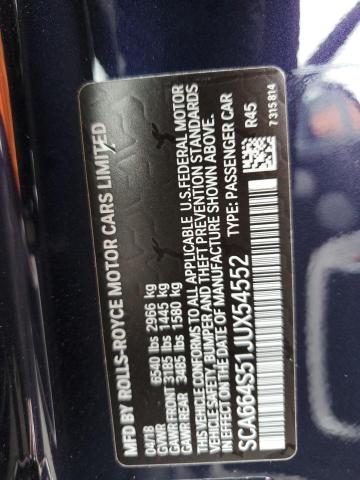 MFD BY ROLLS-ROYCE MOTOR CARS LIMITED
04/18
GVWR 6540 lbs 2966 kg
GAWR FRONT 3185 lbs 1445 kg
GAWR REAR 3485 lbs 1580 kg
THIS VEHICLE CONFORMS TO ALL APPLICABLE U.S.FEDERAL MOTOR
VEHICLE SAFETY, BUMPER AND THEFT PREVENTION STANDARDS
IN EFFECT ON THE DATE OF MANUFACTURE SHOWN ABOVE.
SCA664S51JUX54552 TYPE: PASSENGER CAR
R45
7 315 814